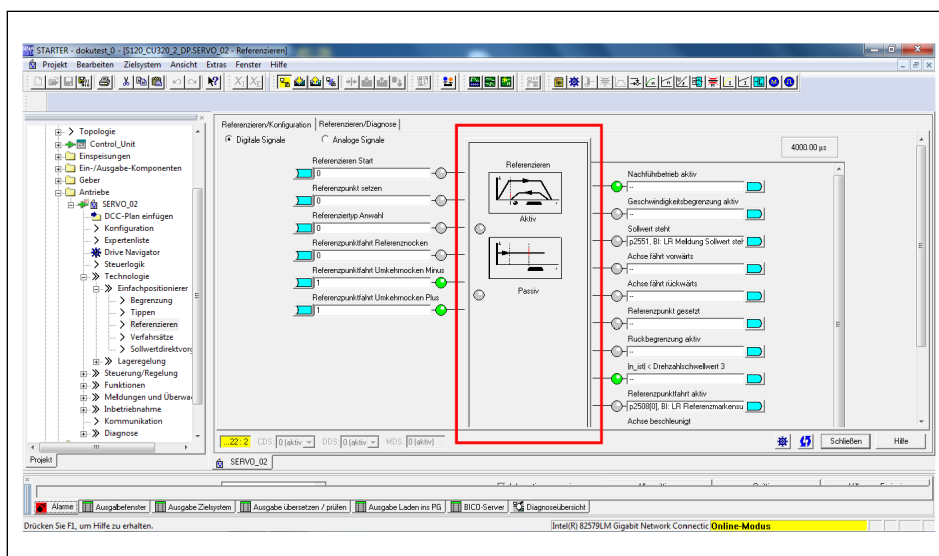 STARTER - dokutest_0 - [S120_CU320_2_DP.SERVO_02 - Referenzieren]
Projekt Bearbeiten Zielsystem Ansicht Extras Fenster Hilfe
Topologie
Control_Unit
Einspeisungen
Ein-/Ausgabe-Komponenten
Geber
Antriebe
SERVO_02
DCC-Plan einfügen
Konfiguration
Expertenliste
Drive Navigator
Steuerlogik
Technologie
Einfachpositionierer
Begrenzung
Tippen
Referenzieren
Verfahrsätze
Sollwertdirektvorg
Lageregelung
Steuerung/Regelung
Funktionen
Meldungen und Überwa
Inbetriebnahme
Kommunikation
Diagnose
Projekt
Referenzieren/Konfiguration Referenzieren/Diagnose
Digitale Signale Analoge Signale
4000.00 µs
Referenzieren Start
0
Referenzpunkt setzen
0
Referenziertyp Anwahl
0
Referenzpunktfahrt Referenznocken
0
Referenzpunktfahrt Umkehrnocken Minus
1
Referenzpunktfahrt Umkehrnocken Plus
1
Referenzieren
Aktiv
Passiv
Nachführbetrieb aktiv
--
Geschwindigkeitsbegrenzung aktiv
--
Sollwert steht
p2551, BI: LR Meldung Sollwert steh
Achse fährt vorwärts
--
Achse fährt rückwärts
--
Referenzpunkt gesetzt
--
Ruckbegrenzung aktiv
--
|n_ist| < Drehzahlschwellwert 3
--
Referenzpunktfahrt aktiv
p2508[0], BI: LR Referenzmarkensu
Achse beschleunigt
...22: 2 CDS: 0 (aktiv DDS: 0 (aktiv MDS: 0 (aktiv) Schließen Hilfe
SERVO_02
Alarme Ausgabefenster Ausgabe Zielsystem Ausgabe übersetzen / prüfen Ausgabe Laden ins PG BICO-Server Diagnoseübersicht
Drücken Sie F1, um Hilfe zu erhalten. Intel(R) 82579LM Gigabit Network Connectic Online-Modus